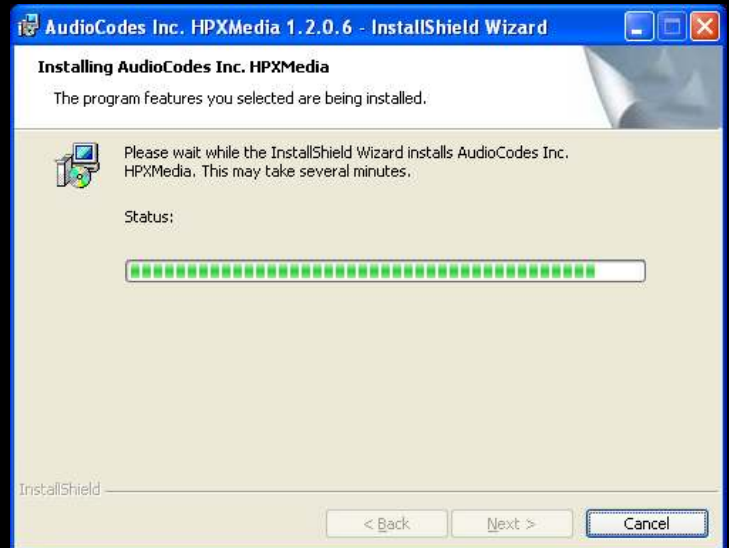 AudioCodes Inc. HPXMedia 1.2.0.6 - InstallShield Wizard
Installing AudioCodes Inc. HPXMedia
The program features you selected are being installed.
Please wait while the InstallShield Wizard installs AudioCodes Inc.
HPXMedia. This may take several minutes.
Status:
InstallShield
< Back Next > Cancel